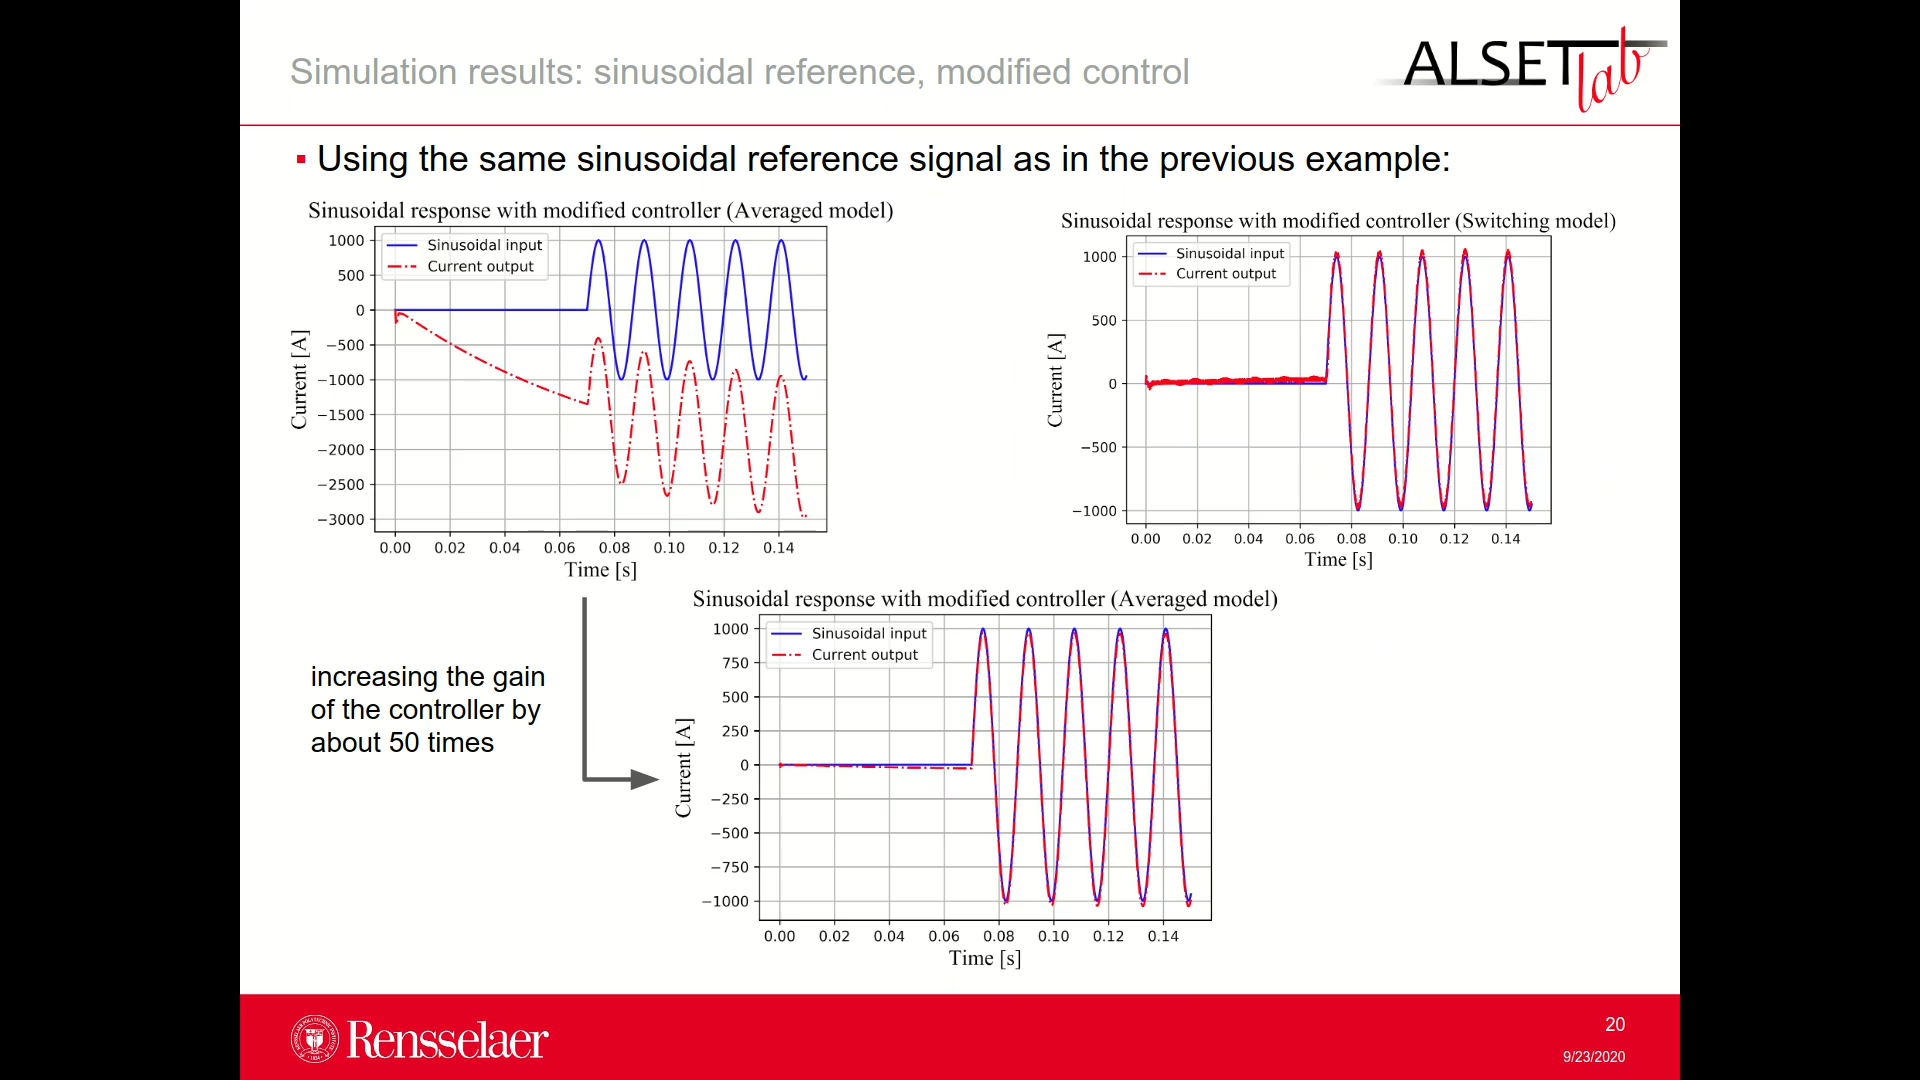 Simulation results: sinusoidal reference, modified control
ALSET lab
Using the same sinusoidal reference signal as in the previous example:
Sinusoidal response with modified controller (Averaged model)
Sinusoidal input
Current output
1000
500
0
−500
−1000
−1500
−2000
−2500
−3000
Current [A]
0.00 0.02 0.04 0.06 0.08 0.10 0.12 0.14
Time [s]
Sinusoidal response with modified controller (Switching model)
Sinusoidal input
Current output
1000
500
0
−500
−1000
Current [A]
0.00 0.02 0.04 0.06 0.08 0.10 0.12 0.14
Time [s]
increasing the gain
of the controller by
about 50 times
Sinusoidal response with modified controller (Averaged model)
Sinusoidal input
Current output
1000
750
500
250
0
−250
−500
−750
−1000
Current [A]
0.00 0.02 0.04 0.06 0.08 0.10 0.12 0.14
Time [s]
Rensselaer
20
9/23/2020